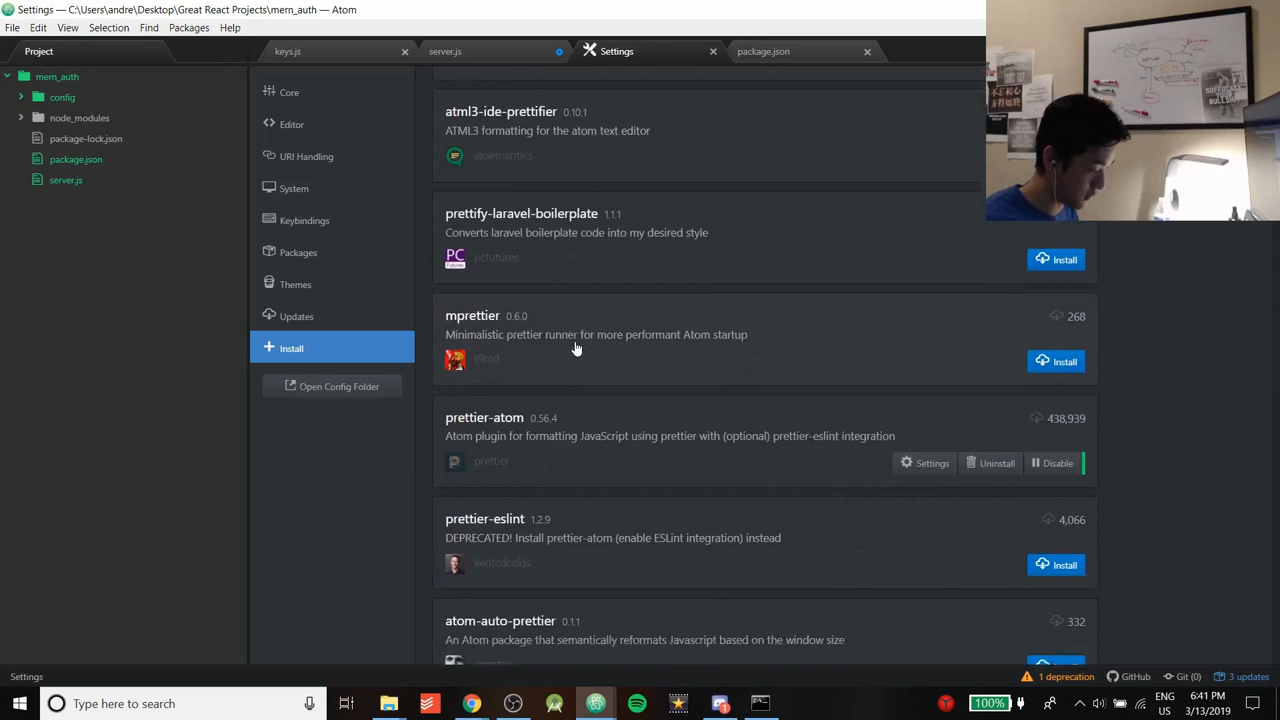 Settings — C:\Users\andre\Desktop\Great React Projects\mern_auth — Atom
File Edit View Selection Find Packages Help
Project
keys.js
server.js
Settings
package.json
mern_auth
config
node_modules
package-lock.json
package.json
server.js
Core
Editor
URI Handling
System
Keybindings
Packages
Themes
Updates
Install
Open Config Folder
atml3-ide-prettifier 0.10.1
ATML3 formatting for the atom text editor
axsemantics
prettify-laravel-boilerplate 1.1.1
Converts laravel boilerplate code into my desired style
PC
pcfutures
Install
mprettier 0.6.0
268
Minimalistic prettier runner for more performant Atom startup
t9md
Install
prettier-atom 0.56.4
438,939
Atom plugin for formatting JavaScript using prettier with (optional) prettier-eslint integration
prettier
Settings Uninstall Disable
prettier-eslint 1.2.9
4,066
DEPRECATED! Install prettier-atom (enable ESLint integration) instead
kentcdodds
Install
atom-auto-prettier 0.1.1
332
An Atom package that semantically reformats Javascript based on the window size
Settings
1 deprecation GitHub Git (0) 3 updates
Type here to search
100%
ENG
PC
6:41 PM
3/13/2019